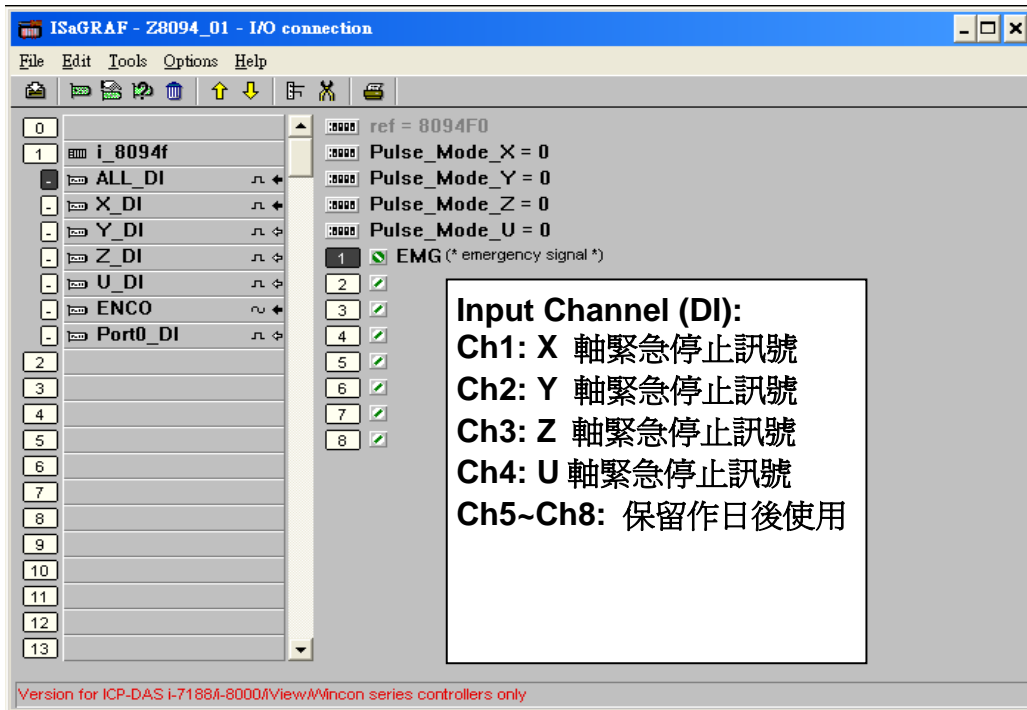 ISaGRAF - Z8094_01 - I/O connection
File Edit Tools Options Help
0
1 i_8094f
- ALL_DI
- X_DI
- Y_DI
- Z_DI
- U_DI
- ENCO
- Port0_DI
2
3
4
5
6
7
8
9
10
11
12
13
ref = 8094F0
Pulse_Mode_X = 0
Pulse_Mode_Y = 0
Pulse_Mode_Z = 0
Pulse_Mode_U = 0
1 EMG (* emergency signal *)
2
3
4
5
6
7
8
Input Channel (DI):
Ch1: X 軸緊急停止訊號
Ch2: Y 軸緊急停止訊號
Ch3: Z 軸緊急停止訊號
Ch4: U 軸緊急停止訊號
Ch5~Ch8: 保留作日後使用
Version for ICP-DAS i-7188/i-8000/iView/Wincon series controllers only